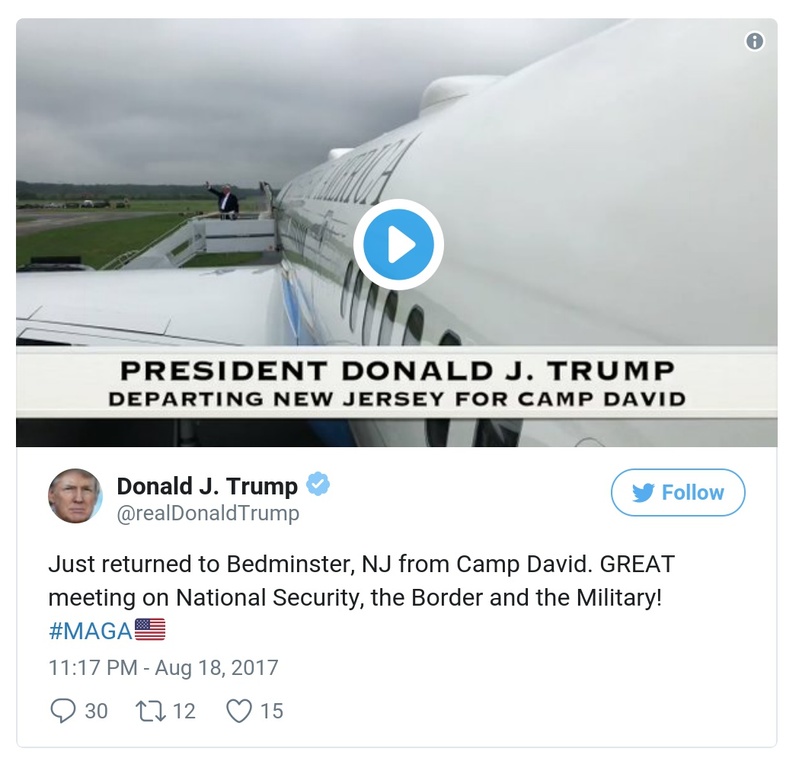 AMERICA
PRESIDENT DONALD J. TRUMP
DEPARTING NEW JERSEY FOR CAMP DAVID
Donald J. Trump
@realDonaldTrump
Follow
Just returned to Bedminster, NJ from Camp David. GREAT
meeting on National Security, the Border and the Military!
#MAGA🇺🇸
11:17 PM - Aug 18, 2017
30 12 15